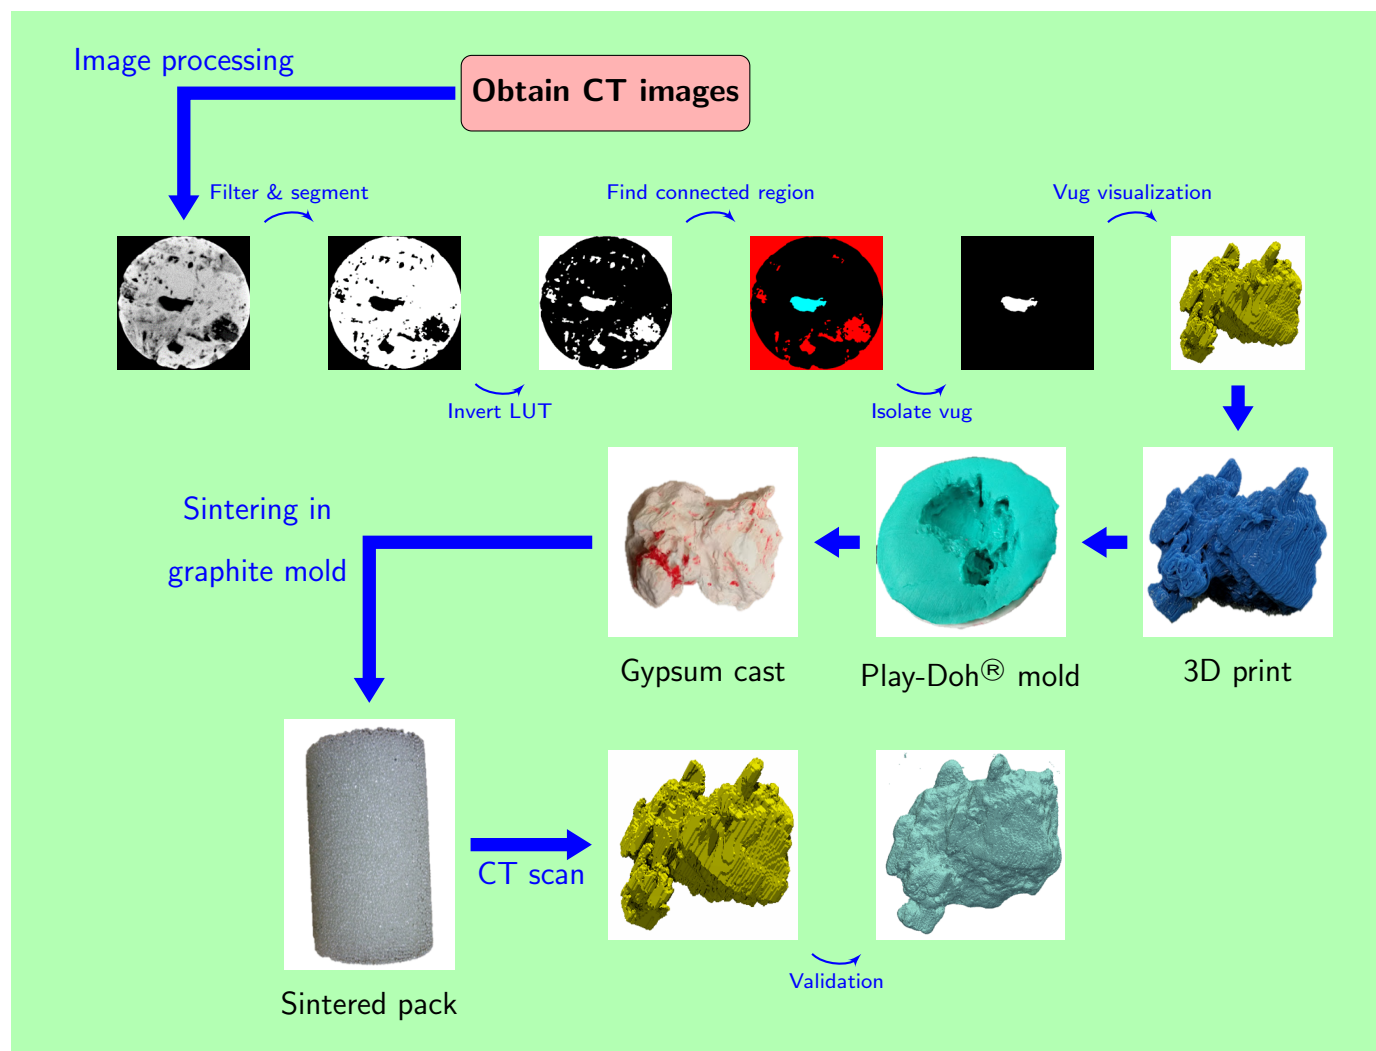 Image processing
Obtain CT images
Filter & segment
Find connected region
Vug visualization
Invert LUT
Isolate vug
Sintering in
graphite mold
Gypsum cast
Play-Doh® mold
3D print
CT scan
Validation
Sintered pack